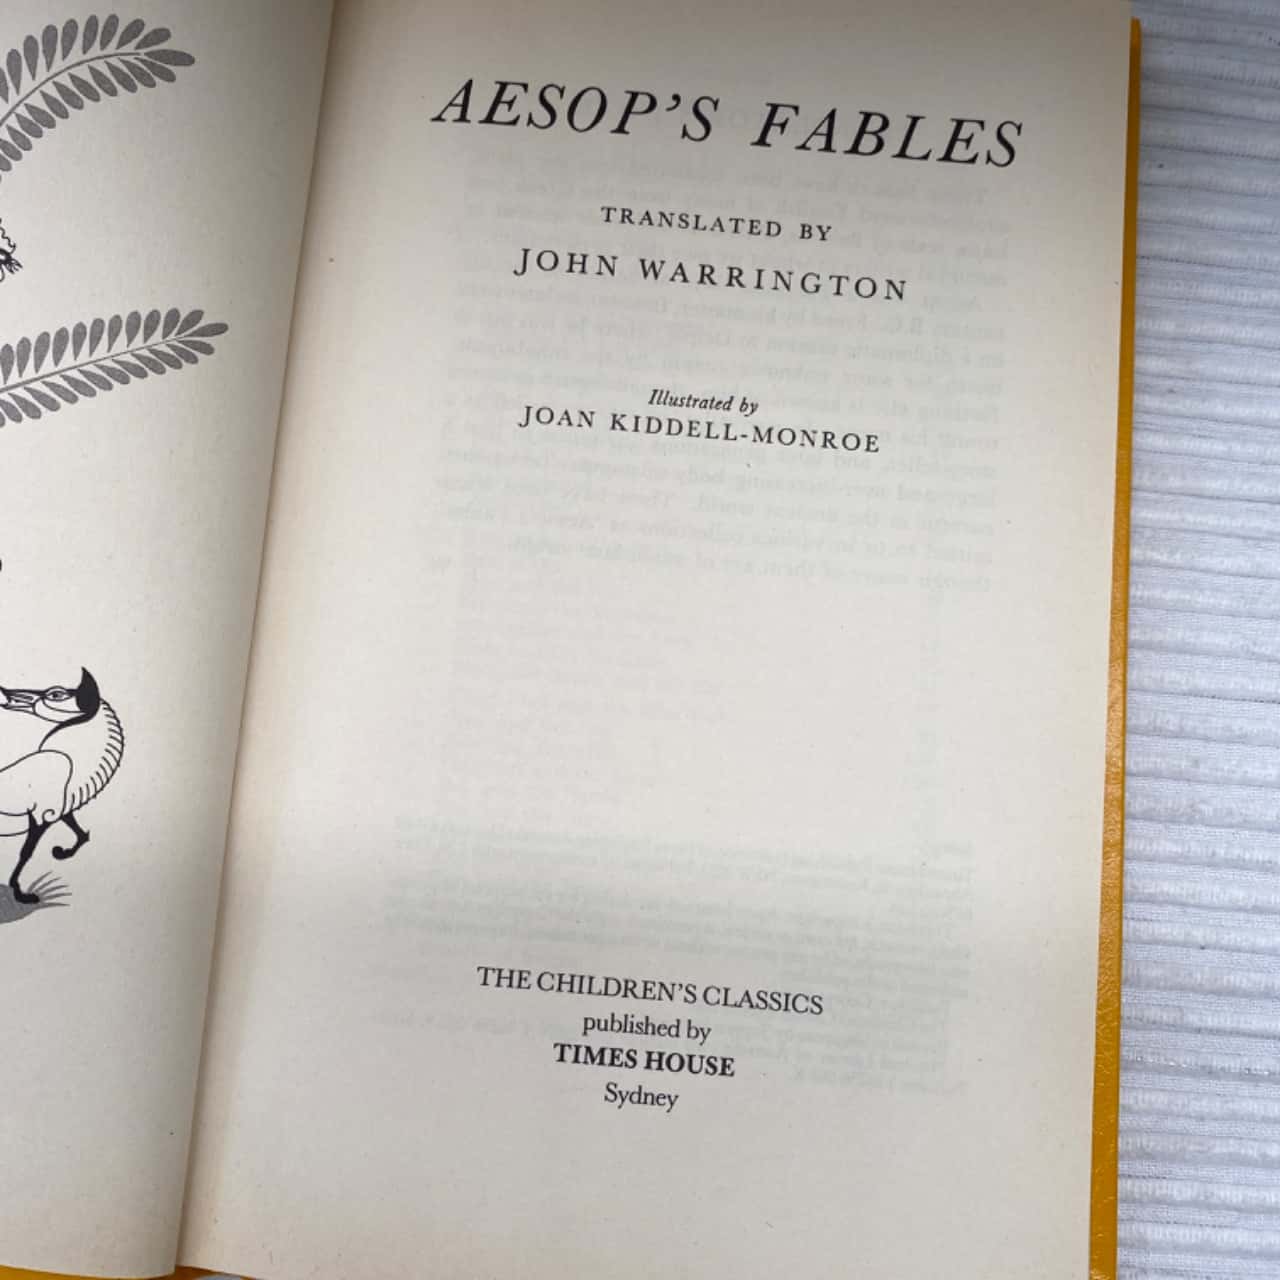 AESOP'S FABLES
TRANSLATED BY
JOHN WARRINGTON
Illustrated by
JOAN KIDDELL-MONROE
THE CHILDREN'S CLASSICS
published by
TIMES HOUSE
Sydney